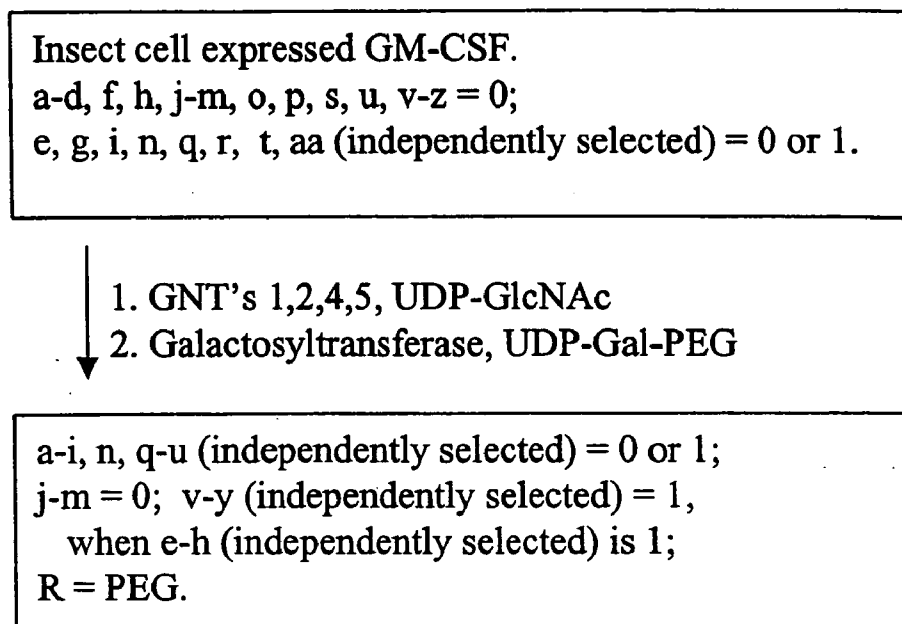 Insect cell expressed GM-CSF.
a-d, f, h, j-m, o, p, s, u, v-z = 0;
e, g, i, n, q, r, t, aa (independently selected) = 0 or 1.
1. GNT's 1,2,4,5, UDP-GlcNAc
2. Galactosyltransferase, UDP-Gal-PEG
a-i, n, q-u (independently selected) = 0 or 1;
j-m = 0; v-y (independently selected) = 1,
when e-h (independently selected) is 1;
R = PEG.